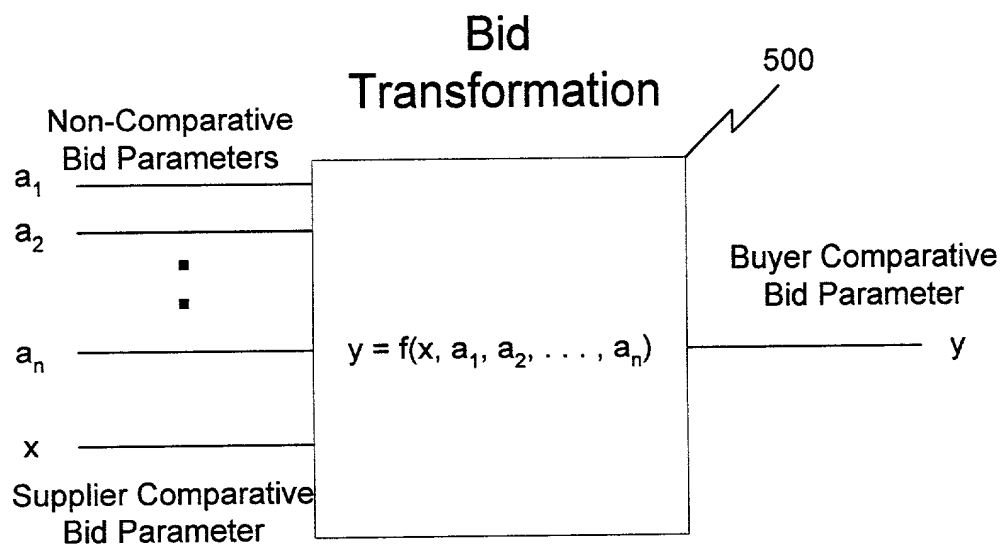 Bid
Transformation
500
Non-Comparative
Bid Parameters
a₁
a₂
aₙ
x
Supplier Comparative
Bid Parameter
y = f(x, a₁, a₂, . . . , aₙ)
Buyer Comparative
Bid Parameter
y